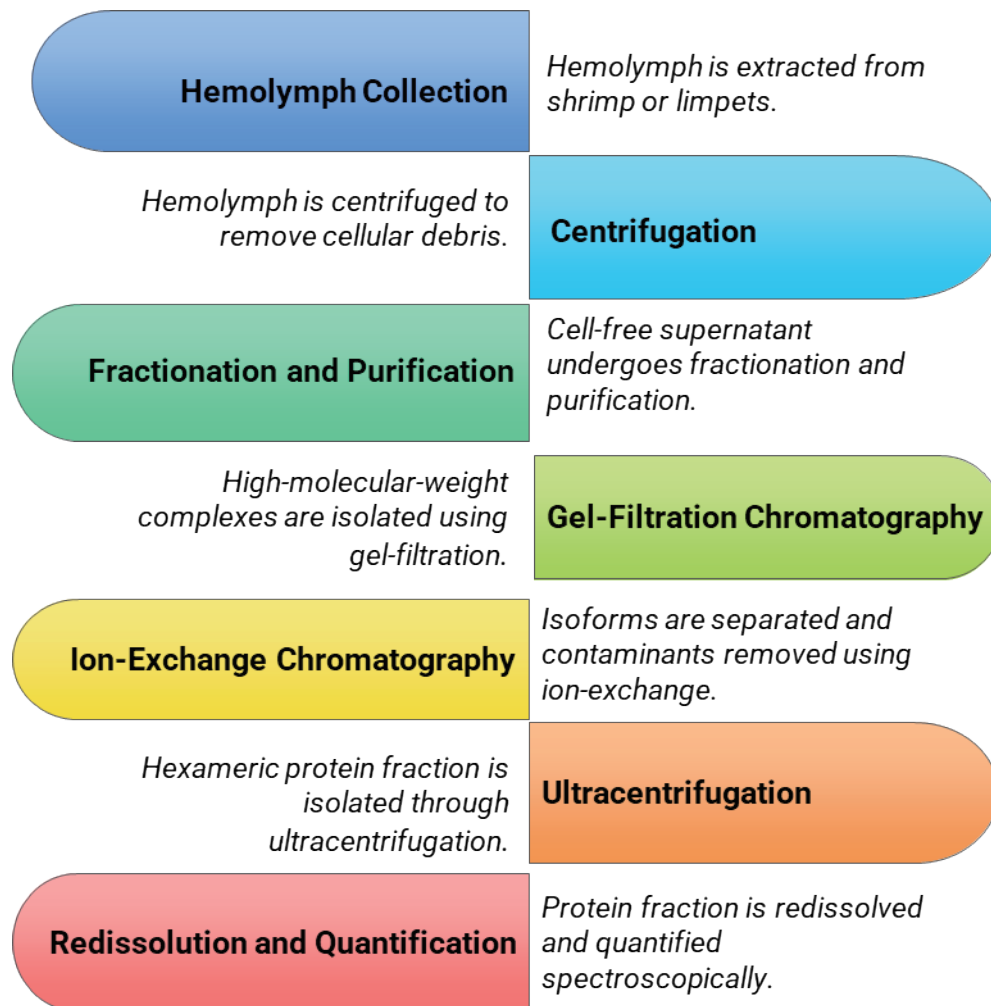 Hemolymph Collection
Hemolymph is extracted from
shrimp or limpets.
Hemolymph is centrifuged to
remove cellular debris.
Centrifugation
Fractionation and Purification
Cell-free supernatant
undergoes fractionation and
purification.
High-molecular-weight
complexes are isolated using
gel-filtration.
Gel-Filtration Chromatography
Ion-Exchange Chromatography
Isoforms are separated and
contaminants removed using
ion-exchange.
Hexameric protein fraction is
isolated through
ultracentrifugation.
Ultracentrifugation
Redissolution and Quantification
Protein fraction is redissolved
and quantified
spectroscopically.